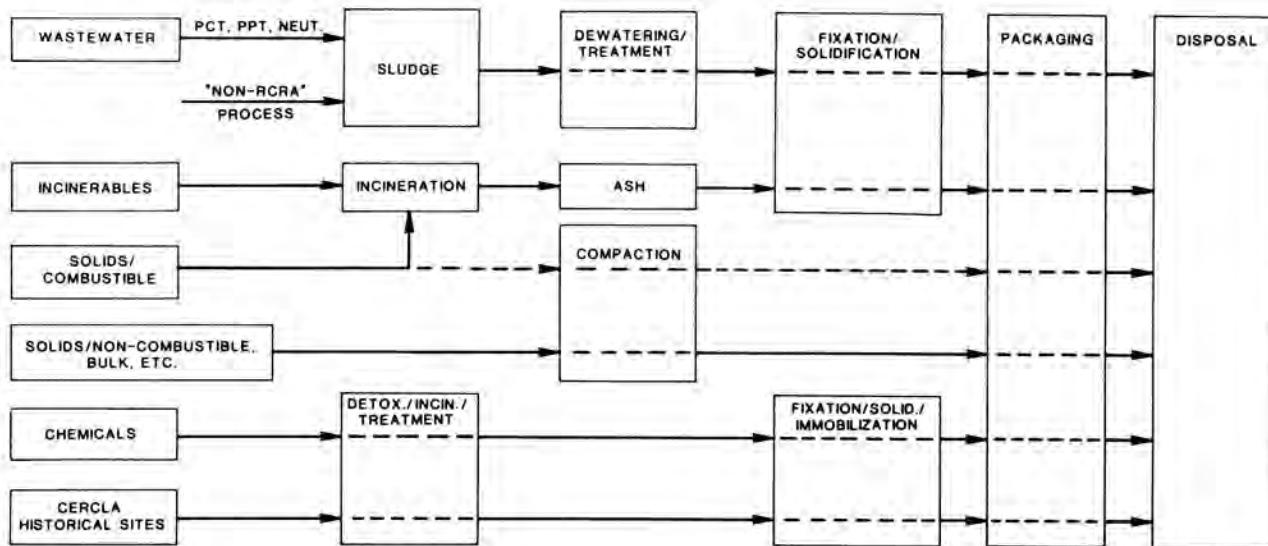 WASTEWATER
PCT, PPT, NEUT.
"NON-RCRA"
PROCESS
SLUDGE
DEWATERING/
TREATMENT
FIXATION/
SOLIDIFICATION
PACKAGING
DISPOSAL
INCINERABLES
INCINERATION
ASH
SOLIDS/
COMBUSTIBLE
COMPACTION
SOLIDS/NON-COMBUSTIBLE,
BULK, ETC.
DETOX./INCIN./
TREATMENT
FIXATION/SOLID./
IMMOBILIZATION
CHEMICALS
CERCLA
HISTORICAL SITES